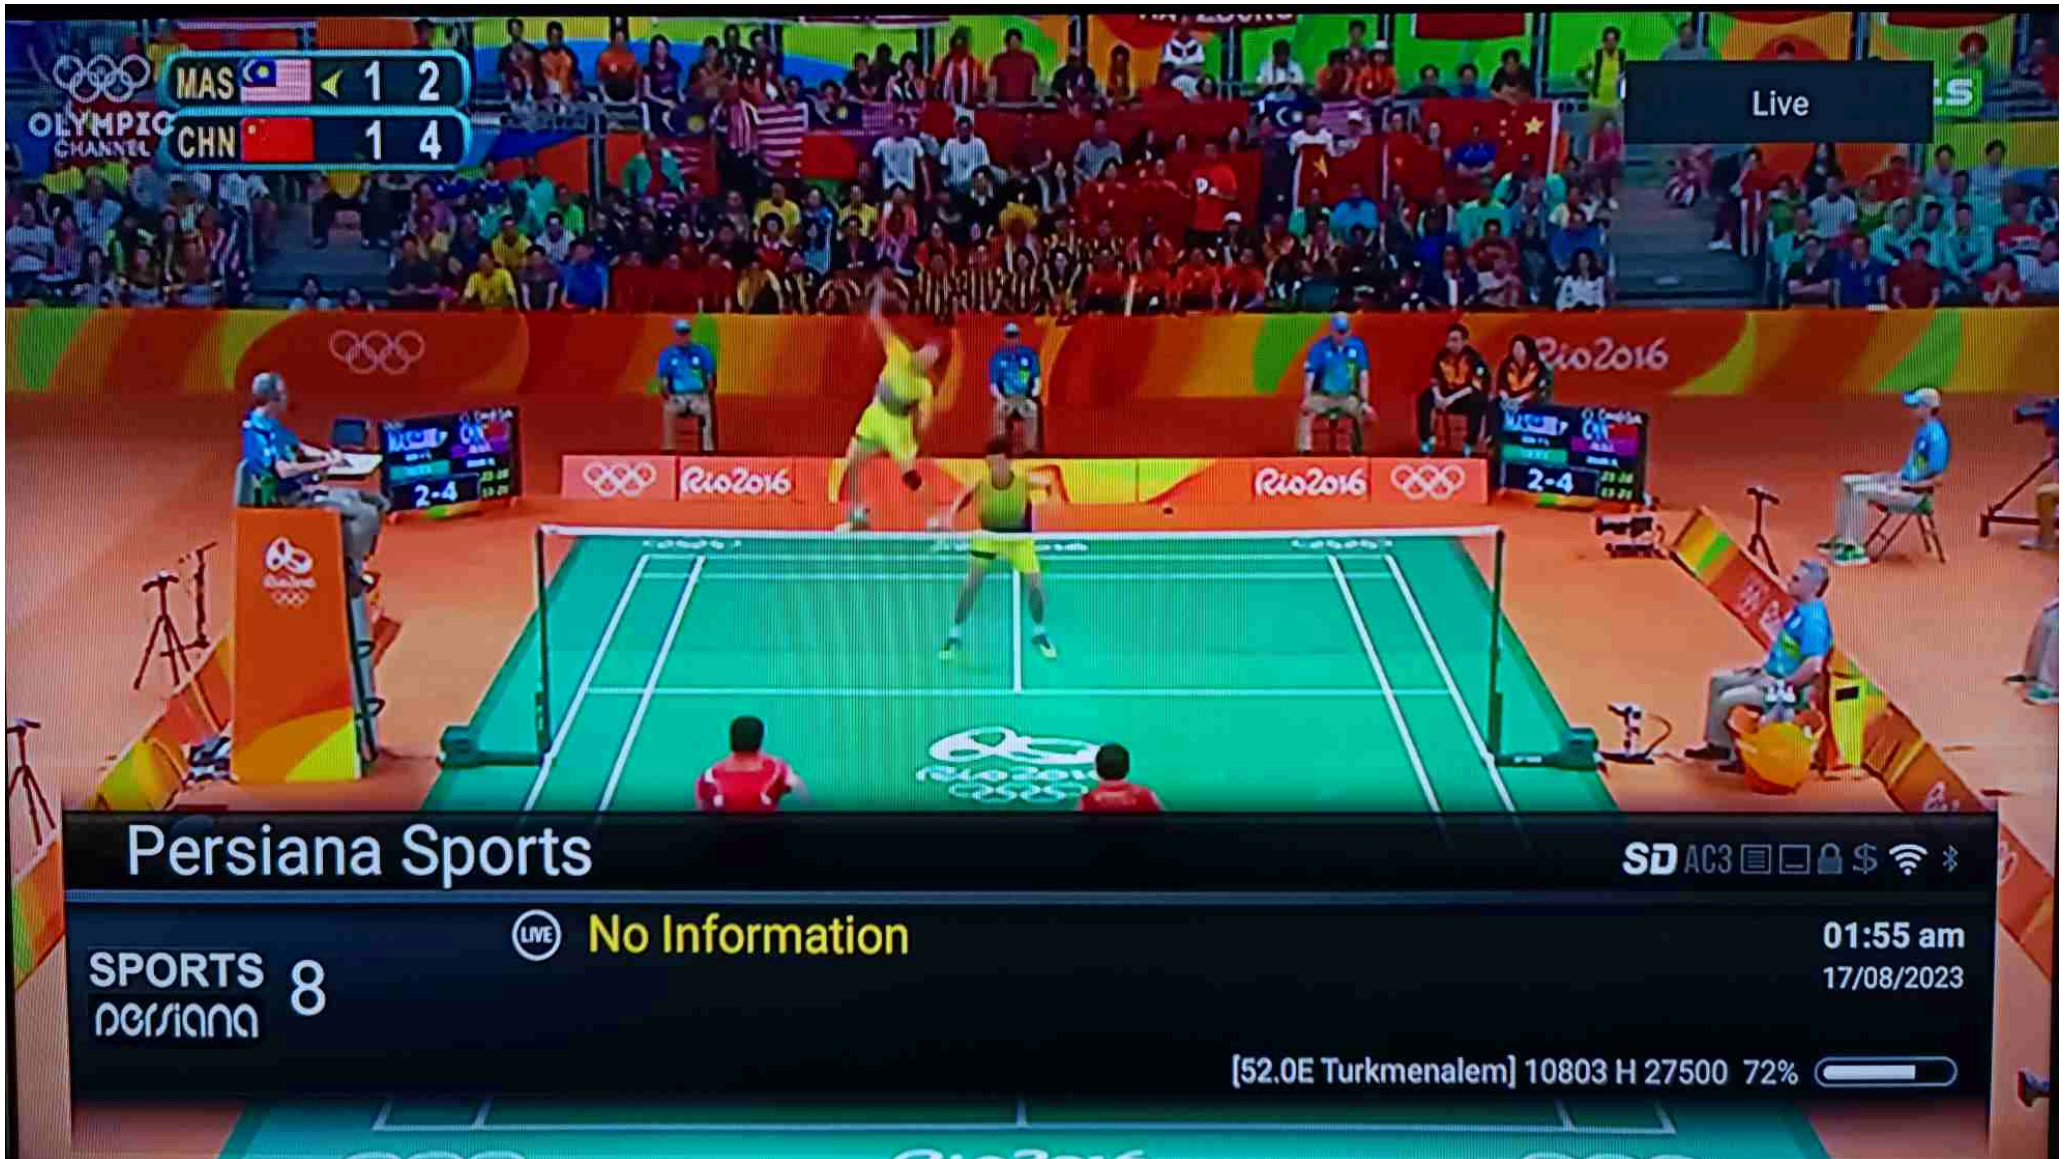 OLYMPIC
CHANNEL
MAS 1 2
CHN 1 4
Live
Rio2016
2-4
2-4
Rio2016
Rio2016
Rio2016
Persiana Sports
SD AC3 $
LIVE No Information
01:55 am
17/08/2023
SPORTS 8
persiana
[52.0E Turkmenalem] 10803 H 27500 72%